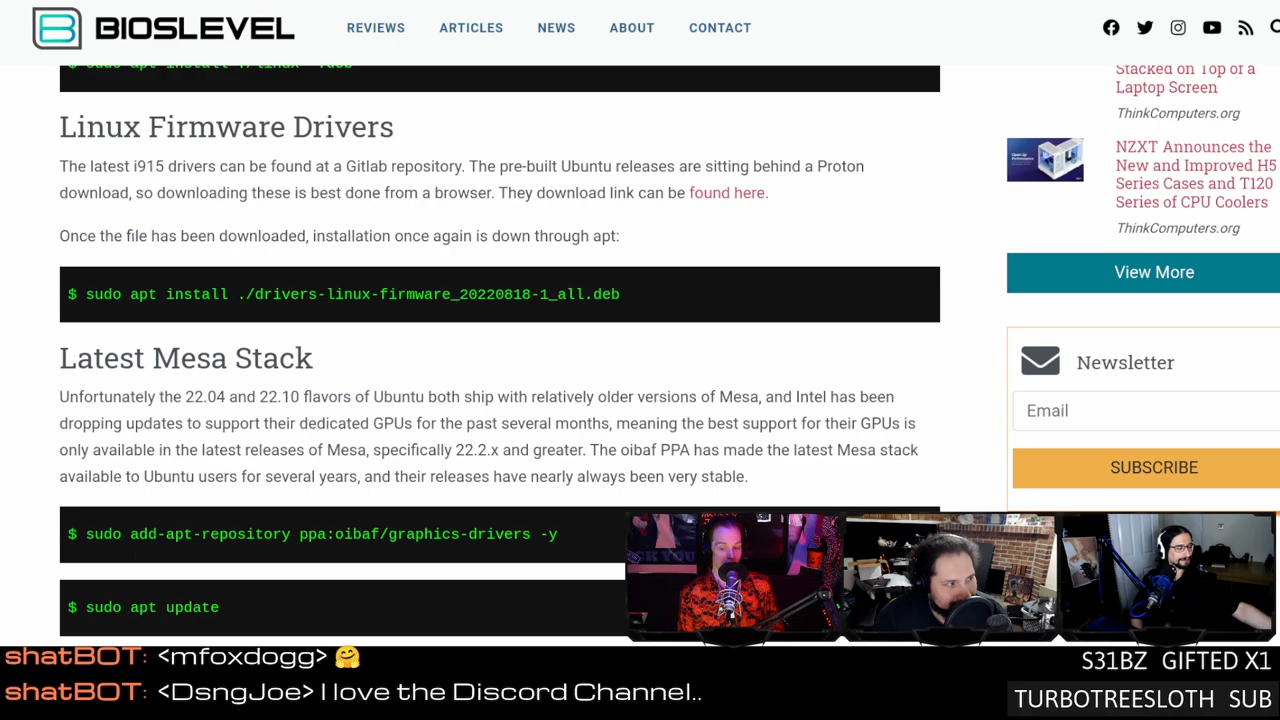 BIOSLEVEL
REVIEWS ARTICLES NEWS ABOUT CONTACT
$ sudo apt install
Linux Firmware Drivers
The latest i915 drivers can be found at a Gitlab repository. The pre-built Ubuntu releases are sitting behind a Proton
download, so downloading these is best done from a browser. They download link can be found here.
Once the file has been downloaded, installation once again is down through apt:
$ sudo apt install ./drivers-linux-firmware_20220818-1_all.deb
Latest Mesa Stack
Unfortunately the 22.04 and 22.10 flavors of Ubuntu both ship with relatively older versions of Mesa, and Intel has been
dropping updates to support their dedicated GPUs for the past several months, meaning the best support for their GPUs is
only available in the latest releases of Mesa, specifically 22.2.x and greater. The oibaf PPA has made the latest Mesa stack
available to Ubuntu users for several years, and their releases have nearly always been very stable.
$ sudo add-apt-repository ppa:oibaf/graphics-drivers -y
$ sudo apt update
Stacked on Top of a
Laptop Screen
ThinkComputers.org
NZXT Announces the
New and Improved H5
Series Cases and T120
Series of CPU Coolers
ThinkComputers.org
View More
Newsletter
Email
SUBSCRIBE
shatBOT: <mfoxdogg> 🤗
shatBOT: <DsngJoe> I love the Discord Channel..
S31BZ GIFTED X1
TURBOTREESLOTH SUB